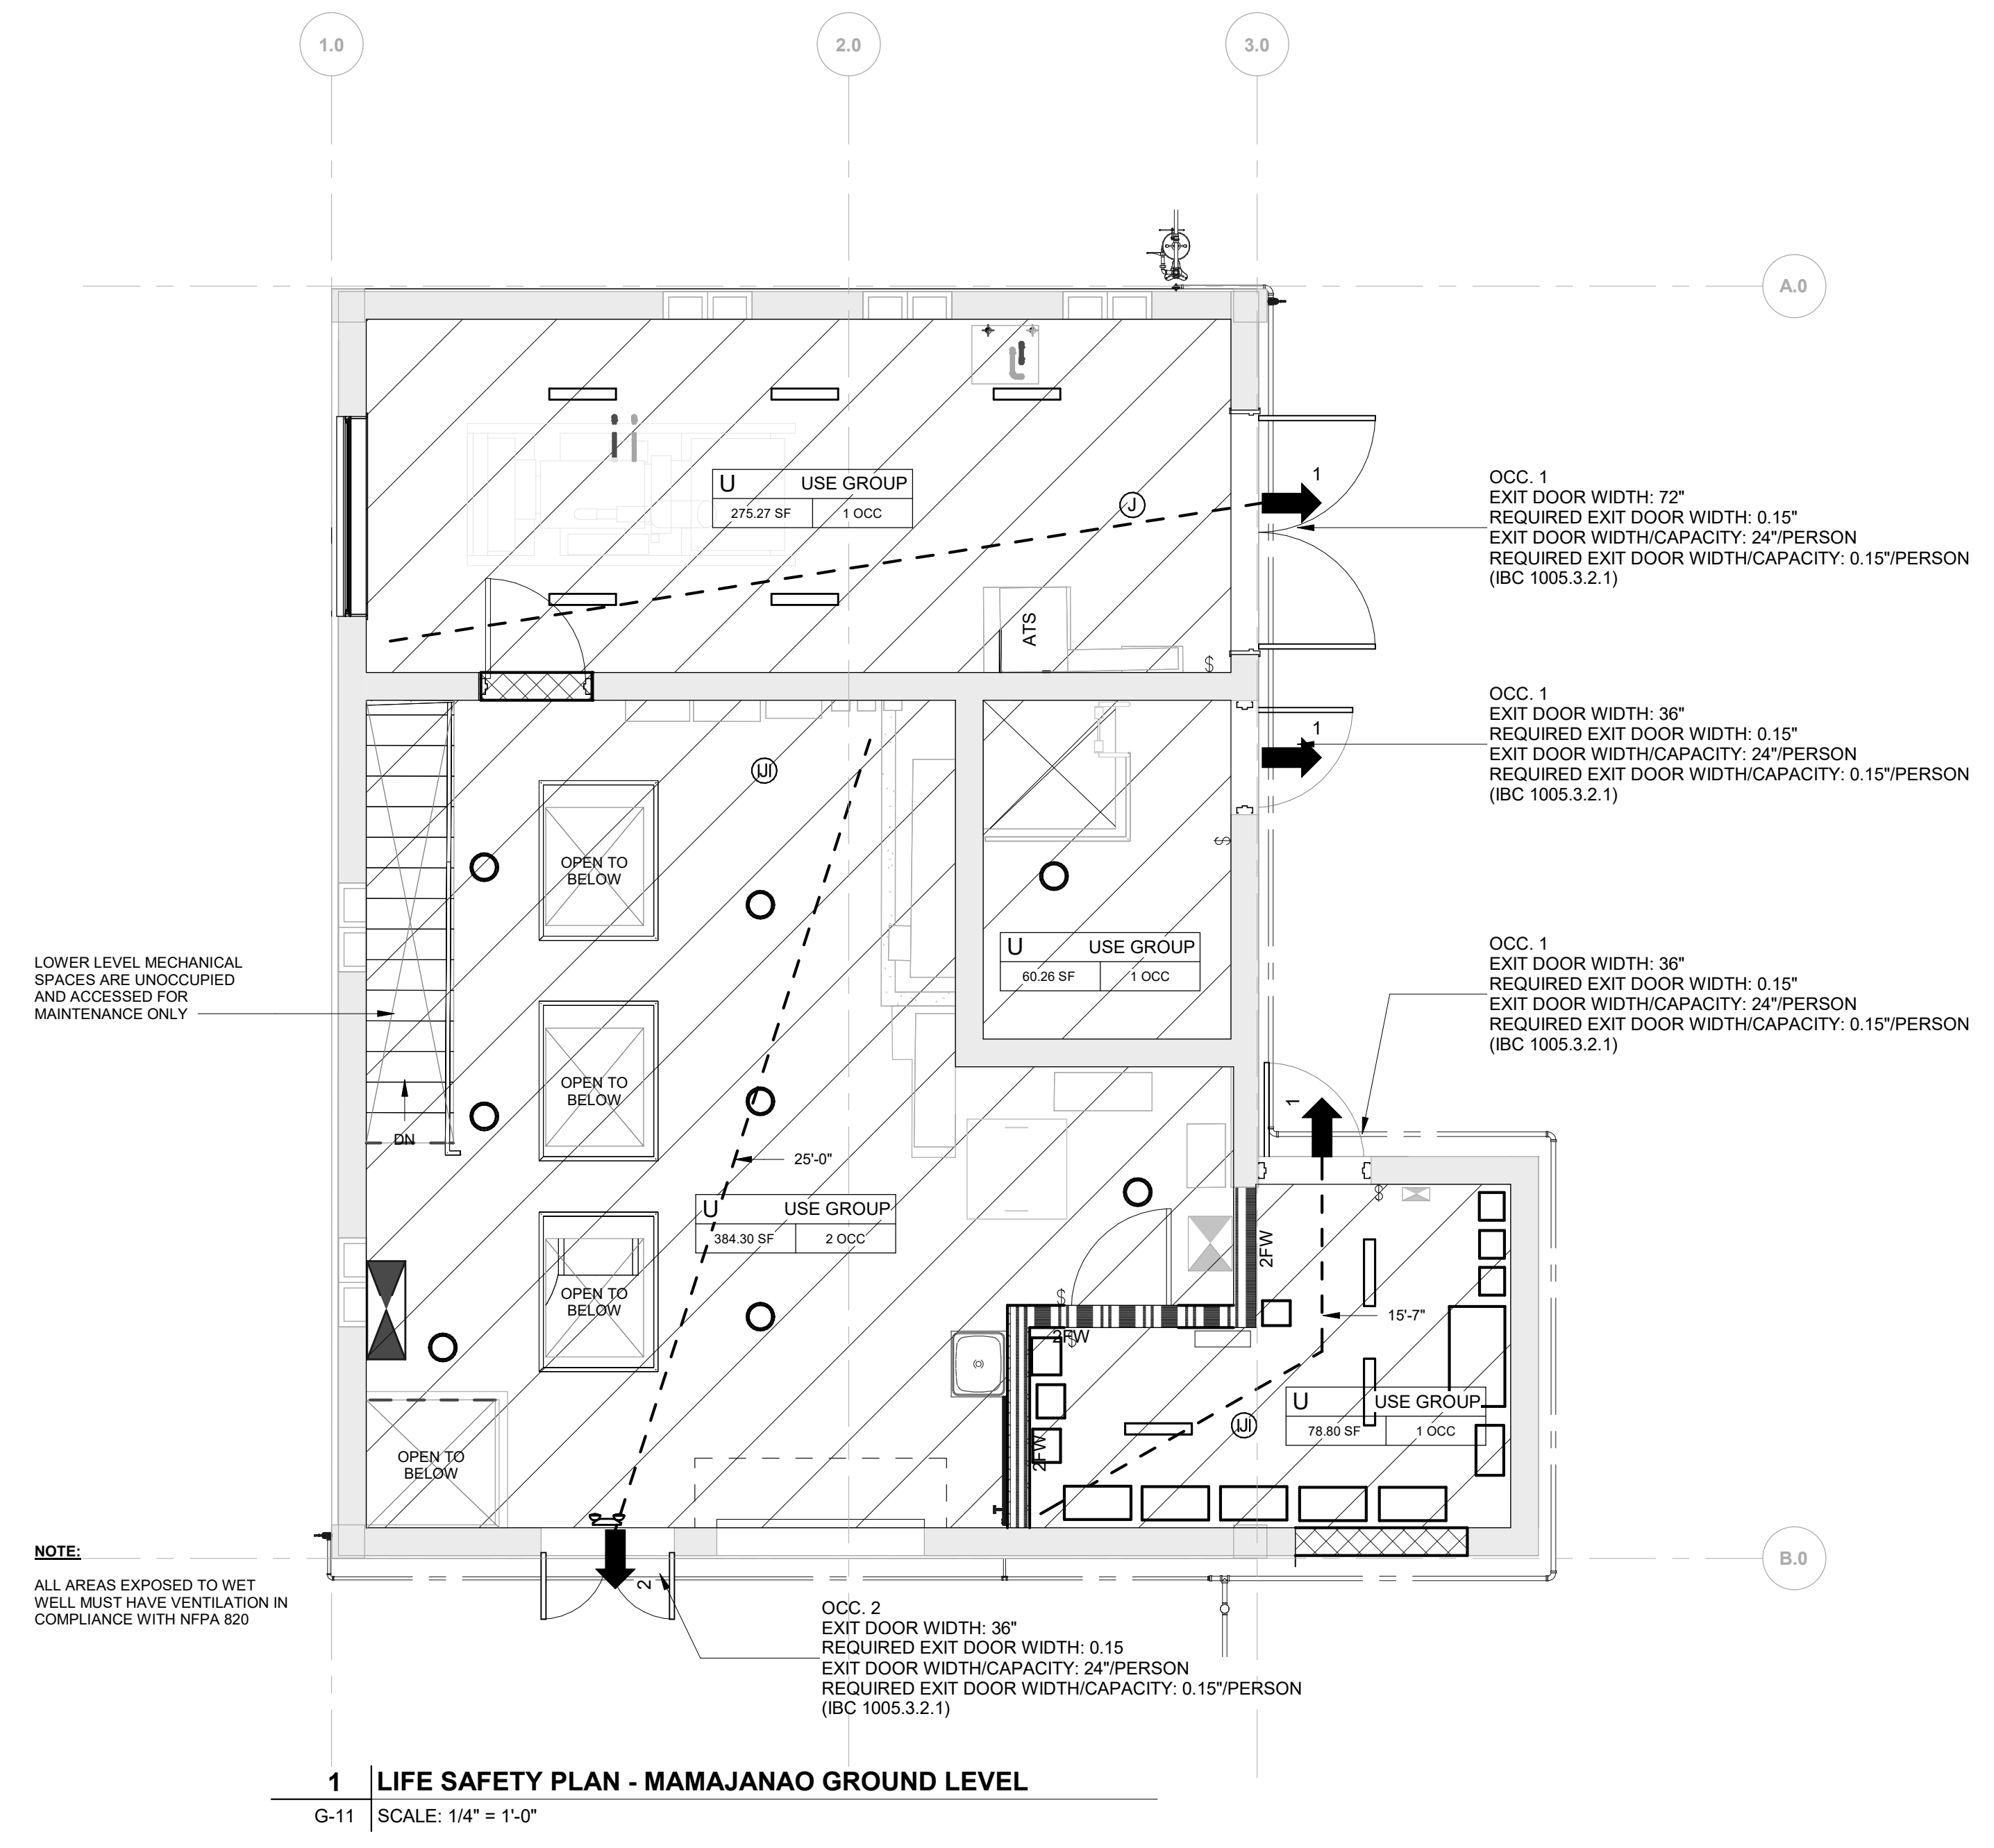 1.0
2.0
3.0
A.0
U USE GROUP
275.27 SF 1 OCC
J
1
OCC. 1
EXIT DOOR WIDTH: 72"
REQUIRED EXIT DOOR WIDTH: 0.15"
EXIT DOOR WIDTH/CAPACITY: 24"/PERSON
REQUIRED EXIT DOOR WIDTH/CAPACITY: 0.15"/PERSON
(IBC 1005.3.2.1)
ATS
$
OCC. 1
EXIT DOOR WIDTH: 36"
REQUIRED EXIT DOOR WIDTH: 0.15"
EXIT DOOR WIDTH/CAPACITY: 24"/PERSON
REQUIRED EXIT DOOR WIDTH/CAPACITY: 0.15"/PERSON
(IBC 1005.3.2.1)
1
$
OPEN TO
BELOW
U USE GROUP
60.26 SF 1 OCC
LOWER LEVEL MECHANICAL
SPACES ARE UNOCCUPIED
AND ACCESSED FOR
MAINTENANCE ONLY
OCC. 1
EXIT DOOR WIDTH: 36"
REQUIRED EXIT DOOR WIDTH: 0.15"
EXIT DOOR WIDTH/CAPACITY: 24"/PERSON
REQUIRED EXIT DOOR WIDTH/CAPACITY: 0.15"/PERSON
(IBC 1005.3.2.1)
OPEN TO
BELOW
1
DN
25'-0"
U USE GROUP
384.30 SF 2 OCC
$
2FW
OPEN TO
BELOW
$
2FW
$
15'-7"
U USE GROUP
78.80 SF 1 OCC
2FW
OPEN TO
BELOW
B.0
NOTE:
ALL AREAS EXPOSED TO WET
WELL MUST HAVE VENTILATION IN
COMPLIANCE WITH NFPA 820
2
OCC. 2
EXIT DOOR WIDTH: 36"
REQUIRED EXIT DOOR WIDTH: 0.15
EXIT DOOR WIDTH/CAPACITY: 24"/PERSON
REQUIRED EXIT DOOR WIDTH/CAPACITY: 0.15"/PERSON
(IBC 1005.3.2.1)
1 LIFE SAFETY PLAN - MAMAJANAO GROUND LEVEL
G-11 SCALE: 1/4" = 1'-0"